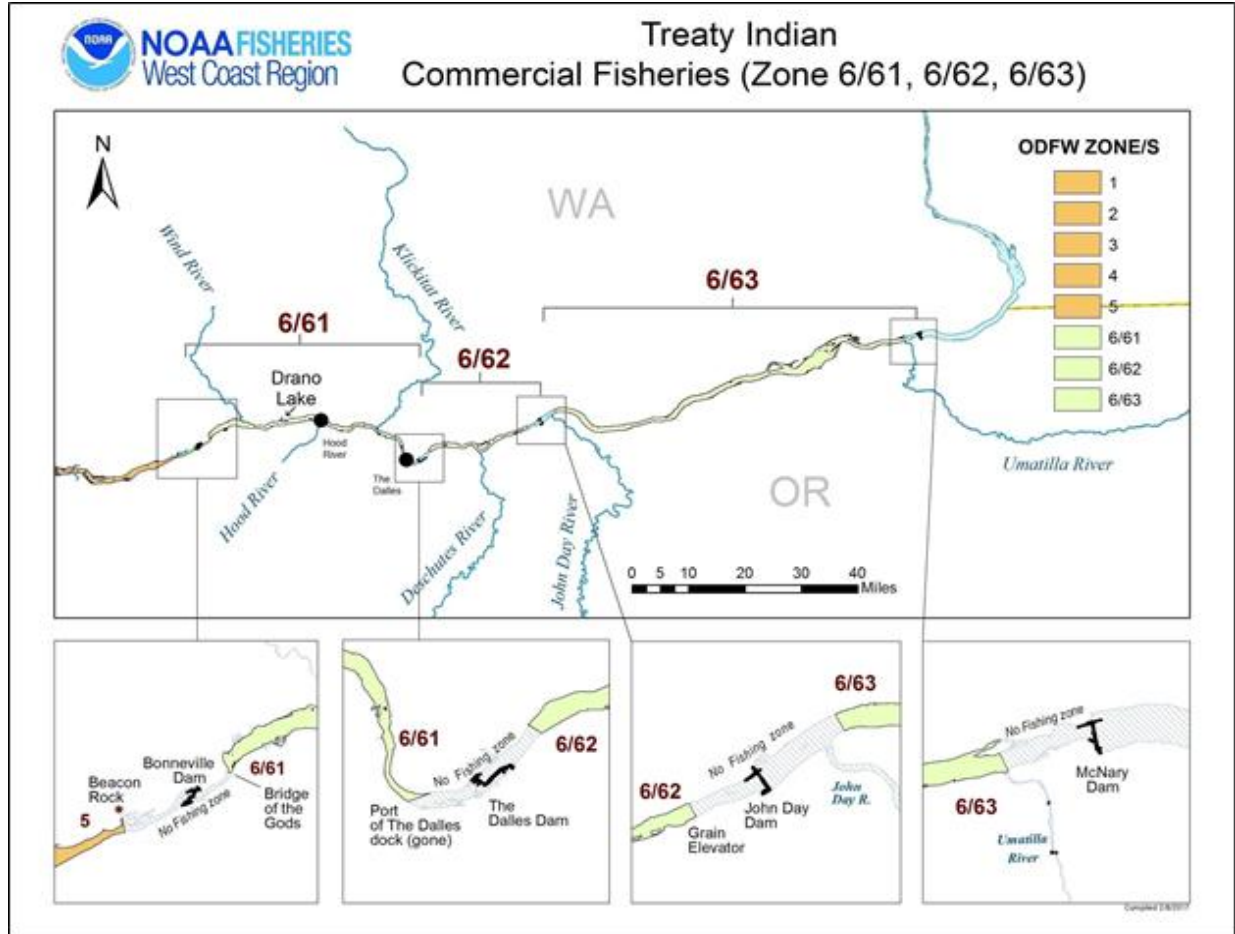 NOAA
NOAA FISHERIES
West Coast Region
Treaty Indian
Commercial Fisheries (Zone 6/61, 6/62, 6/63)
N
WA
OR
ODFW ZONE/S
1
2
3
4
5
6/61
6/62
6/63
Wind River
Klickitat River
6/61
6/62
6/63
Drano
Lake
Hood
River
The
Dalles
Hood River
Deschutes River
John Day River
Umatilla River
0 5 10 20 30 40
Miles
Beacon
Rock
Bonneville
Dam
No Fishing zone
5
6/61
Bridge
of the
Gods
6/61
No Fishing zone
6/62
Port
of The Dalles
dock (gone)
The
Dalles Dam
6/63
No Fishing zone
6/62
John
Day R.
John Day
Dam
Grain
Elevator
No Fishing zone
McNary
Dam
6/63
Umatilla
River